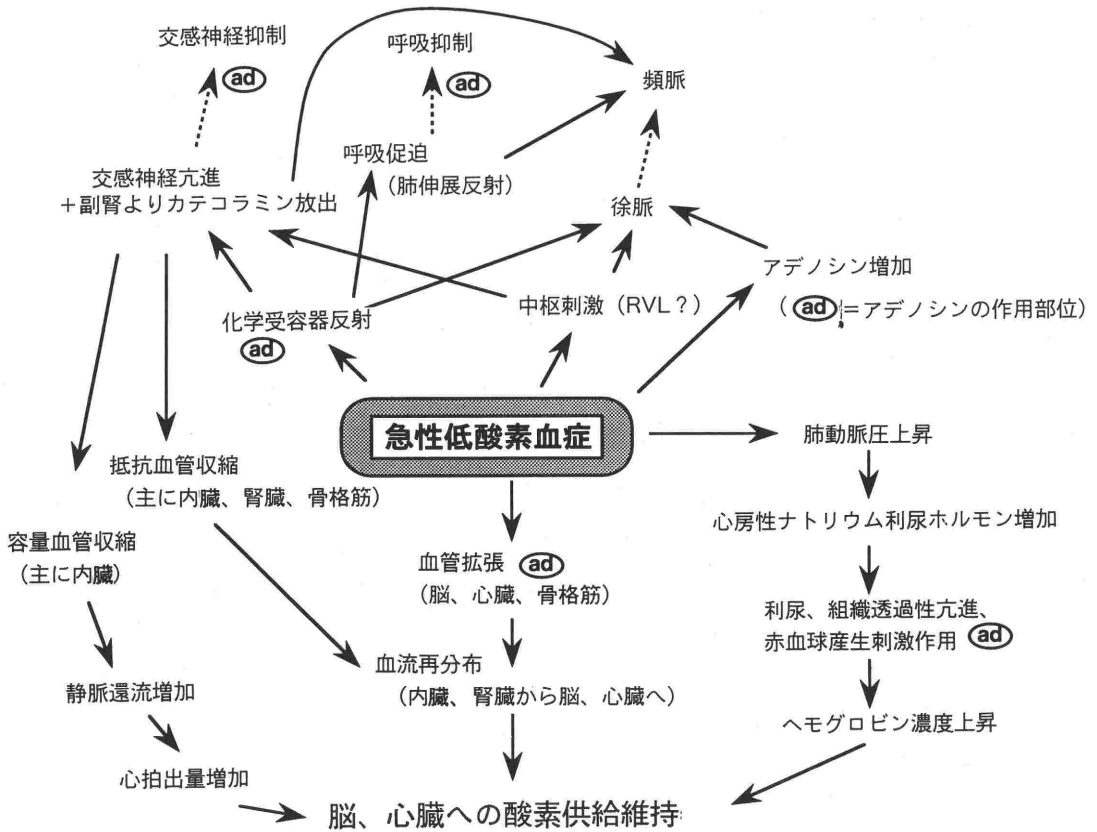 交感神経抑制
ad
呼吸抑制
ad
頻脈
呼吸促迫
(肺伸展反射)
交感神経亢進
+副腎よりカテコラミン放出
徐脈
アデノシン増加
(ad=アデノシンの作用部位)
化学受容器反射
ad
中枢刺激(RVL?)
急性低酸素血症
肺動脈圧上昇
抵抗血管収縮
(主に内臓、腎臓、骨格筋)
心房性ナトリウム利尿ホルモン増加
容量血管収縮
(主に内臓)
血管拡張 ad
(脳、心臓、骨格筋)
利尿、組織透過性亢進、
赤血球産生刺激作用 ad
血流再分布
(内臓、腎臓から脳、心臓へ)
静脈還流増加
ヘモグロビン濃度上昇
心拍出量増加
脳、心臓への酸素供給維持